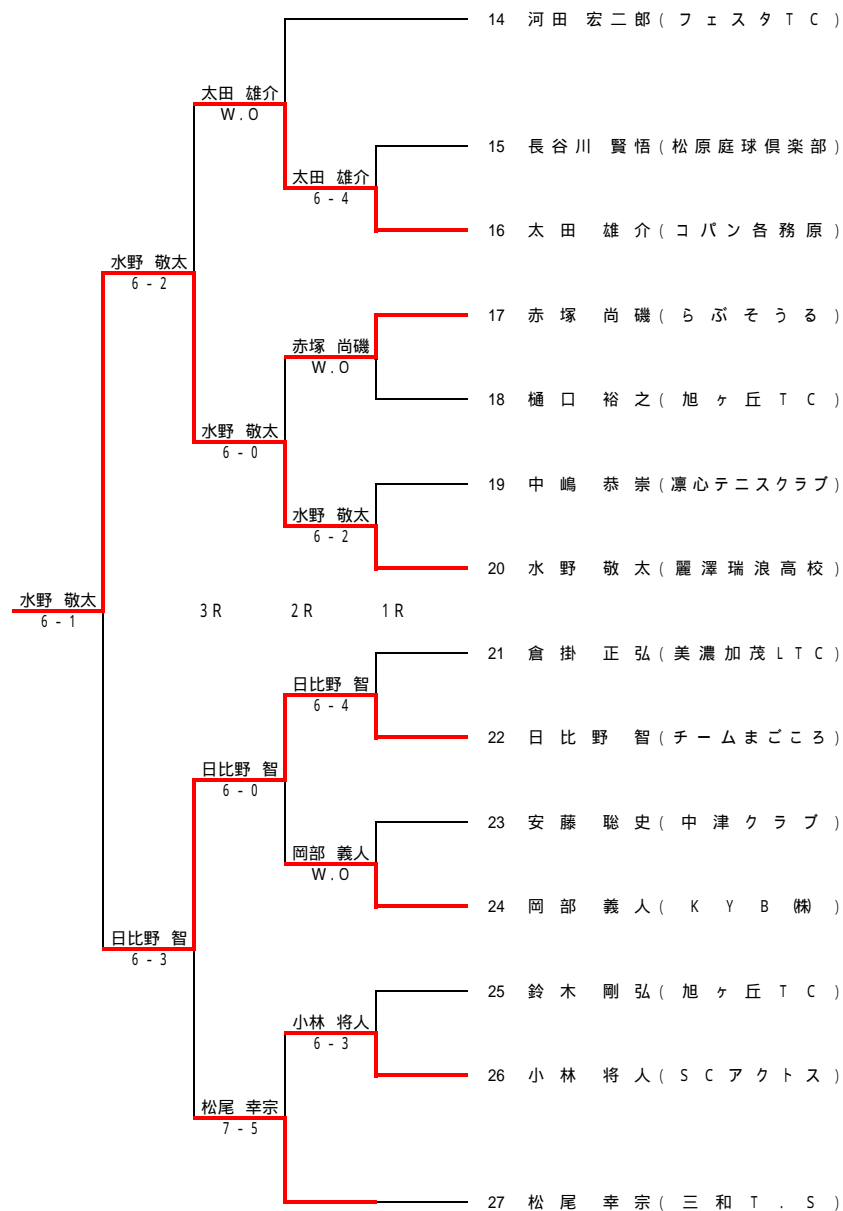 14 河田 宏二郎(フェスタTC)
太田 雄介
W.O
15 長谷川 賢悟(松原庭球倶楽部)
太田 雄介
6-4
16 太田 雄介(コパン各務原)
水野 敬太
6-2
17 赤塚 尚磯(らぶそうる)
赤塚 尚磯
W.O
18 樋口 裕之(旭ヶ丘TC)
水野 敬太
6-0
19 中嶋 恭崇(凛心テニスクラブ)
水野 敬太
6-2
20 水野 敬太(麗澤瑞浪高校)
水野 敬太
6-1
3R 2R 1R
21 倉掛 正弘(美濃加茂LTC)
日比野 智
6-4
22 日比野 智(チームまごころ)
日比野 智
6-0
23 安藤 聡史(中津クラブ)
岡部 義人
W.O
24 岡部 義人(KYB㈱)
日比野 智
6-3
25 鈴木 剛弘(旭ヶ丘TC)
小林 将人
6-3
26 小林 将人(SCアクトス)
松尾 幸宗
7-5
27 松尾 幸宗(三和T.S)